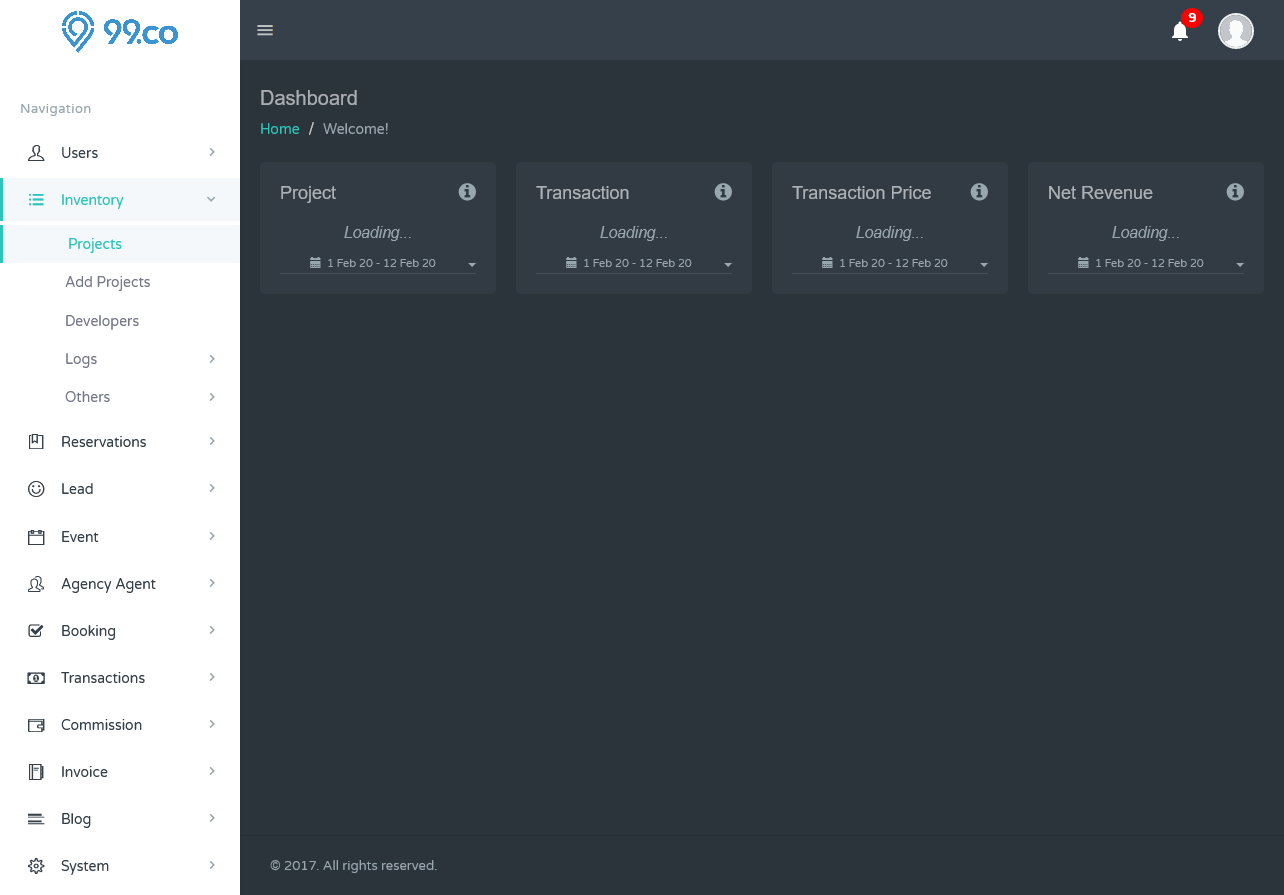 99.co
Navigation
Users
Inventory
Projects
Add Projects
Developers
Logs
Others
Reservations
Lead
Event
Agency Agent
Booking
Transactions
Commission
Invoice
Blog
System
9
Dashboard
Home / Welcome!
Project
Loading...
1 Feb 20 - 12 Feb 20
Transaction
Loading...
1 Feb 20 - 12 Feb 20
Transaction Price
Loading...
1 Feb 20 - 12 Feb 20
Net Revenue
Loading...
1 Feb 20 - 12 Feb 20
© 2017. All rights reserved.